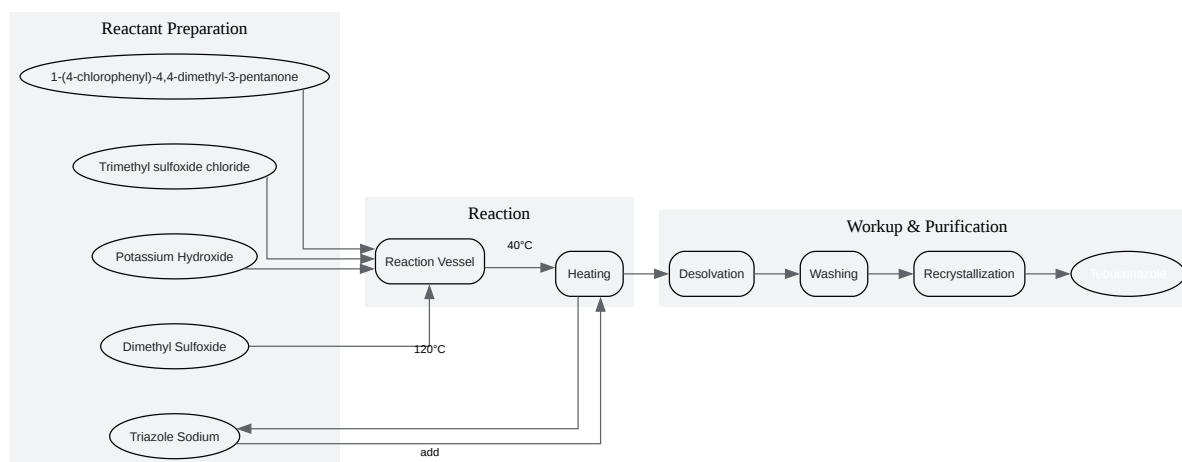 Reactant Preparation
1-(4-chlorophenyl)-4,4-dimethyl-3-pentanone
Trimethyl sulfoxide chloride
Potassium Hydroxide
Dimethyl Sulfoxide
Triazole Sodium
Reaction
Reaction Vessel
40°C
Heating
120°C
add
Workup & Purification
Desolvation
Washing
Recrystallization
Tebuconazole